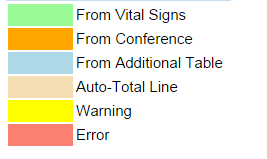 From Vital Signs
From Conference
From Additional Table
Auto-Total Line
Warning
Error